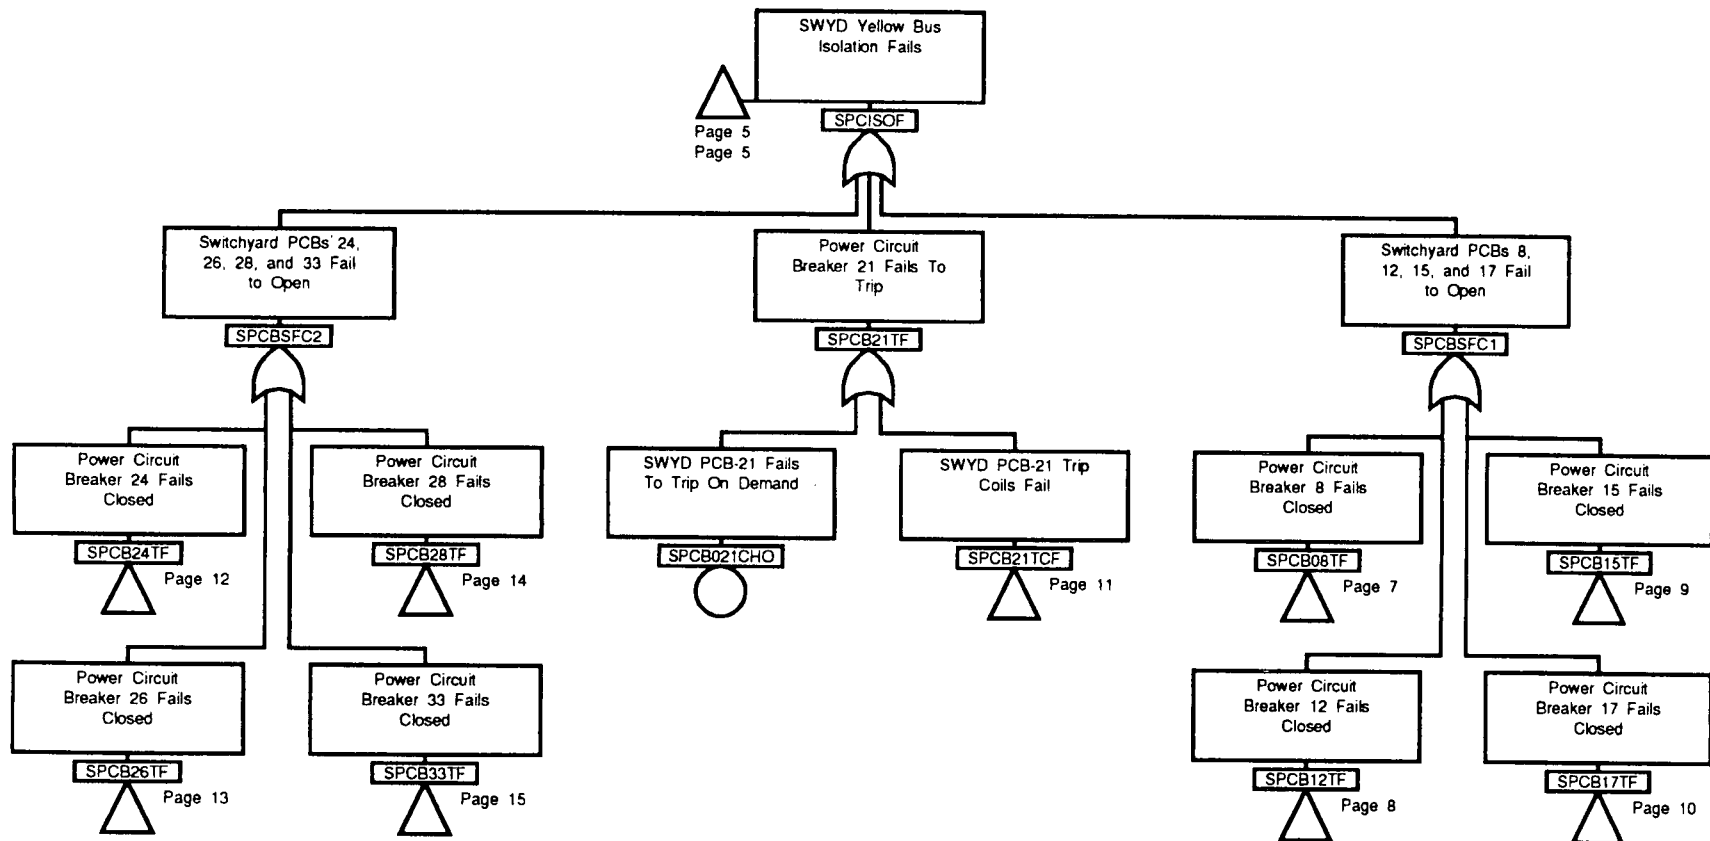 SWYD Yellow Bus
Isolation Fails
Page 5
Page 5
SPCISOF
Switchyard PCBs 24,
26, 28, and 33 Fail
to Open
SPCBSFC2
Power Circuit
Breaker 21 Fails To
Trip
SPCB21TF
Switchyard PCBs 8,
12, 15, and 17 Fail
to Open
SPCBSFC1
Power Circuit
Breaker 24 Fails
Closed
SPCB24TF
Page 12
Power Circuit
Breaker 28 Fails
Closed
SPCB28TF
Page 14
SWYD PCB-21 Fails
To Trip On Demand
SPCB021CHO
SWYD PCB-21 Trip
Coils Fail
SPCB21TCF
Page 11
Power Circuit
Breaker 8 Fails
Closed
SPCB08TF
Page 7
Power Circuit
Breaker 15 Fails
Closed
SPCB15TF
Page 9
Power Circuit
Breaker 26 Fails
Closed
SPCB26TF
Page 13
Power Circuit
Breaker 33 Fails
Closed
SPCB33TF
Page 15
Power Circuit
Breaker 12 Fails
Closed
SPCB12TF
Page 8
Power Circuit
Breaker 17 Fails
Closed
SPCB17TF
Page 10